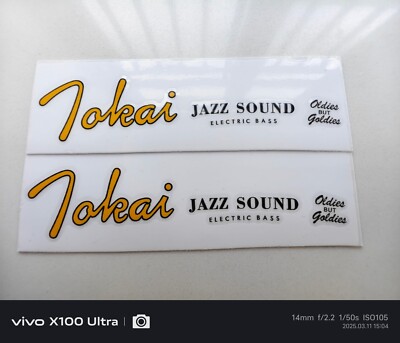 Tokai JAZZ SOUND Oldies
ELECTRIC BASS BUT
Goldies
Tokai JAZZ SOUND Oldies
ELECTRIC BASS BUT
Goldies
vivo X100 Ultra 14mm f/2.2 1/50s ISO105
2025.03.11 15:04